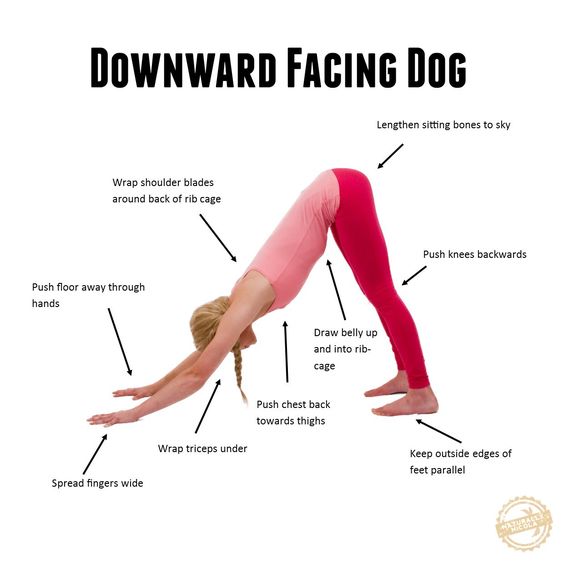 DOWNWARD FACING DOG
Lengthen sitting bones to sky
Wrap shoulder blades
around back of rib cage
Push knees backwards
Push floor away through
hands
Draw belly up
and into rib-
cage
Push chest back
towards thighs
Wrap triceps under
Keep outside edges of
feet parallel
Spread fingers wide
NATURALLY
NICOLA